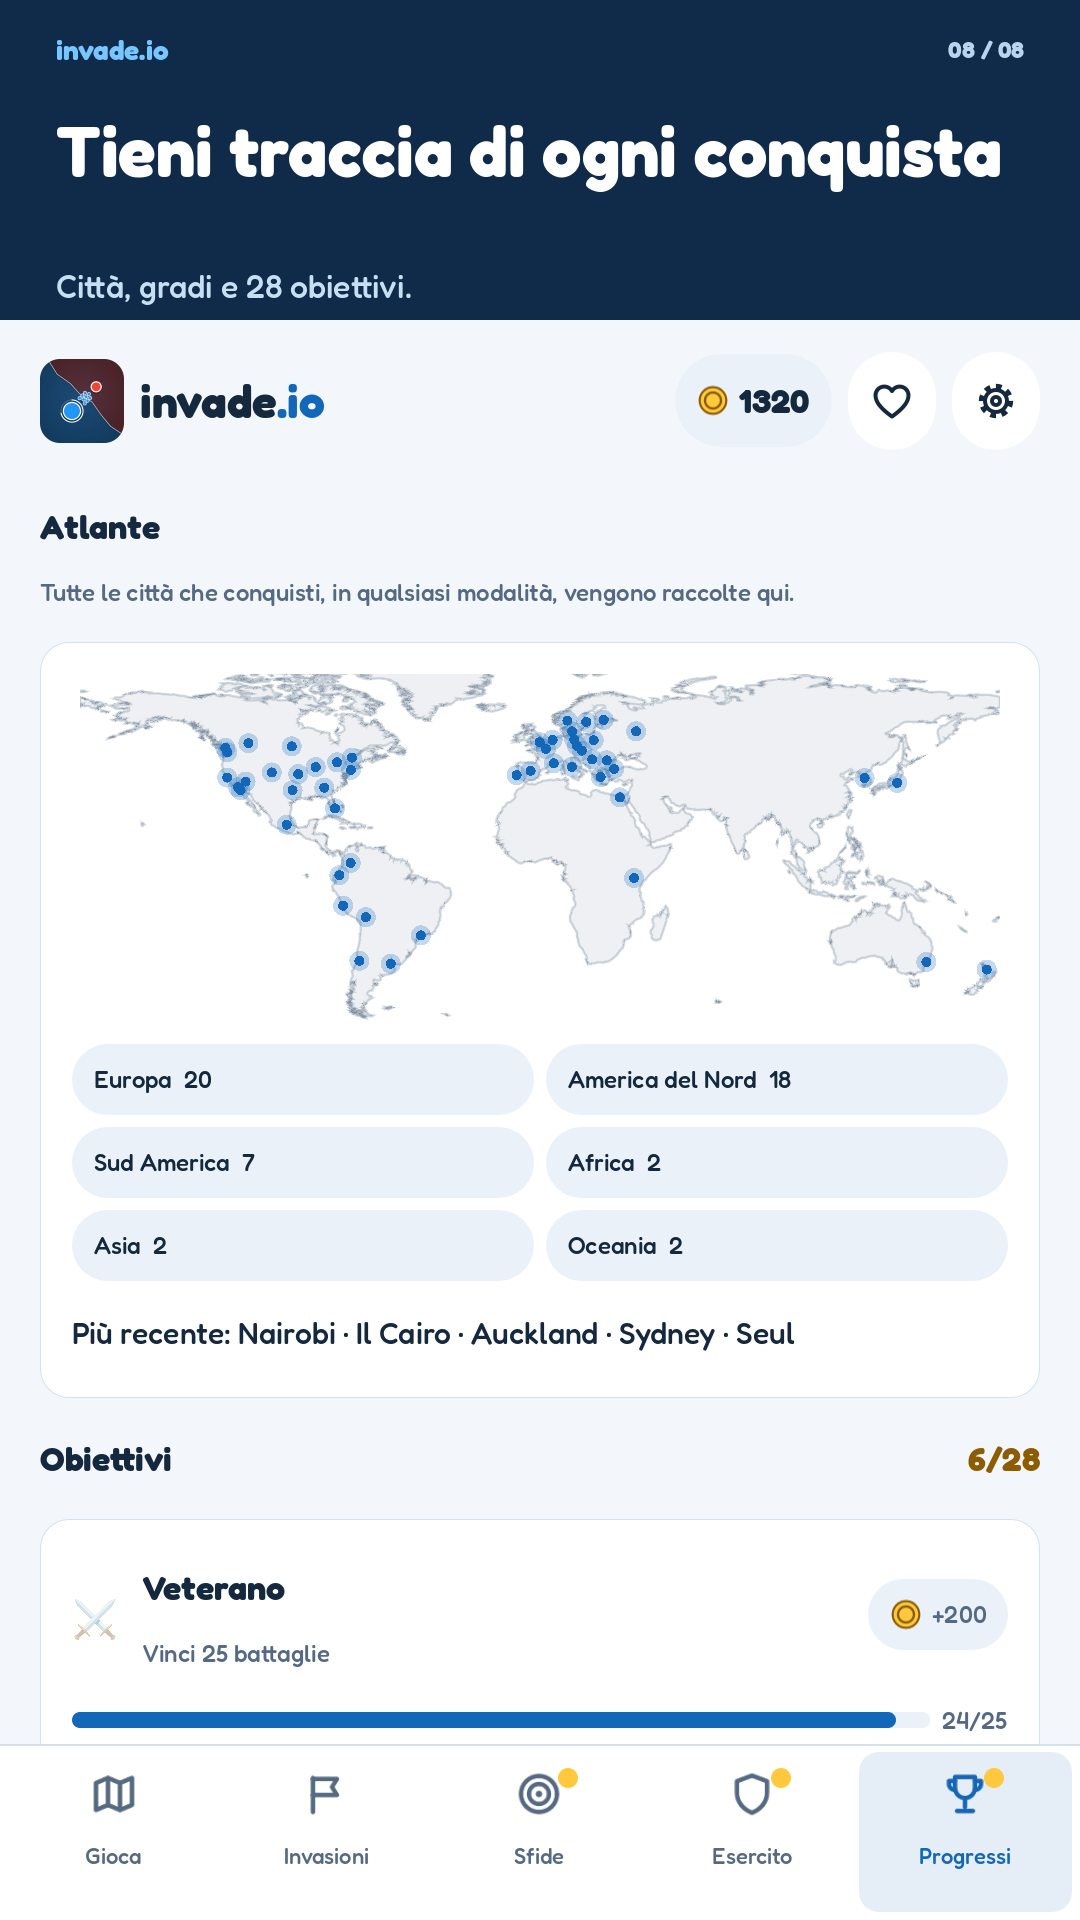 invade.io
08 / 08
Tieni traccia di ogni conquista
Città, gradi e 28 obiettivi.
invade.io
1320
Atlante
Tutte le città che conquisti, in qualsiasi modalità, vengono raccolte qui.
Europa 20
America del Nord 18
Sud America 7
Africa 2
Asia 2
Oceania 2
Più recente: Nairobi · Il Cairo · Auckland · Sydney · Seul
Obiettivi
6/28
Veterano
+200
Vinci 25 battaglie
24/25
Gioca
Invasioni
Sfide
Esercito
Progressi